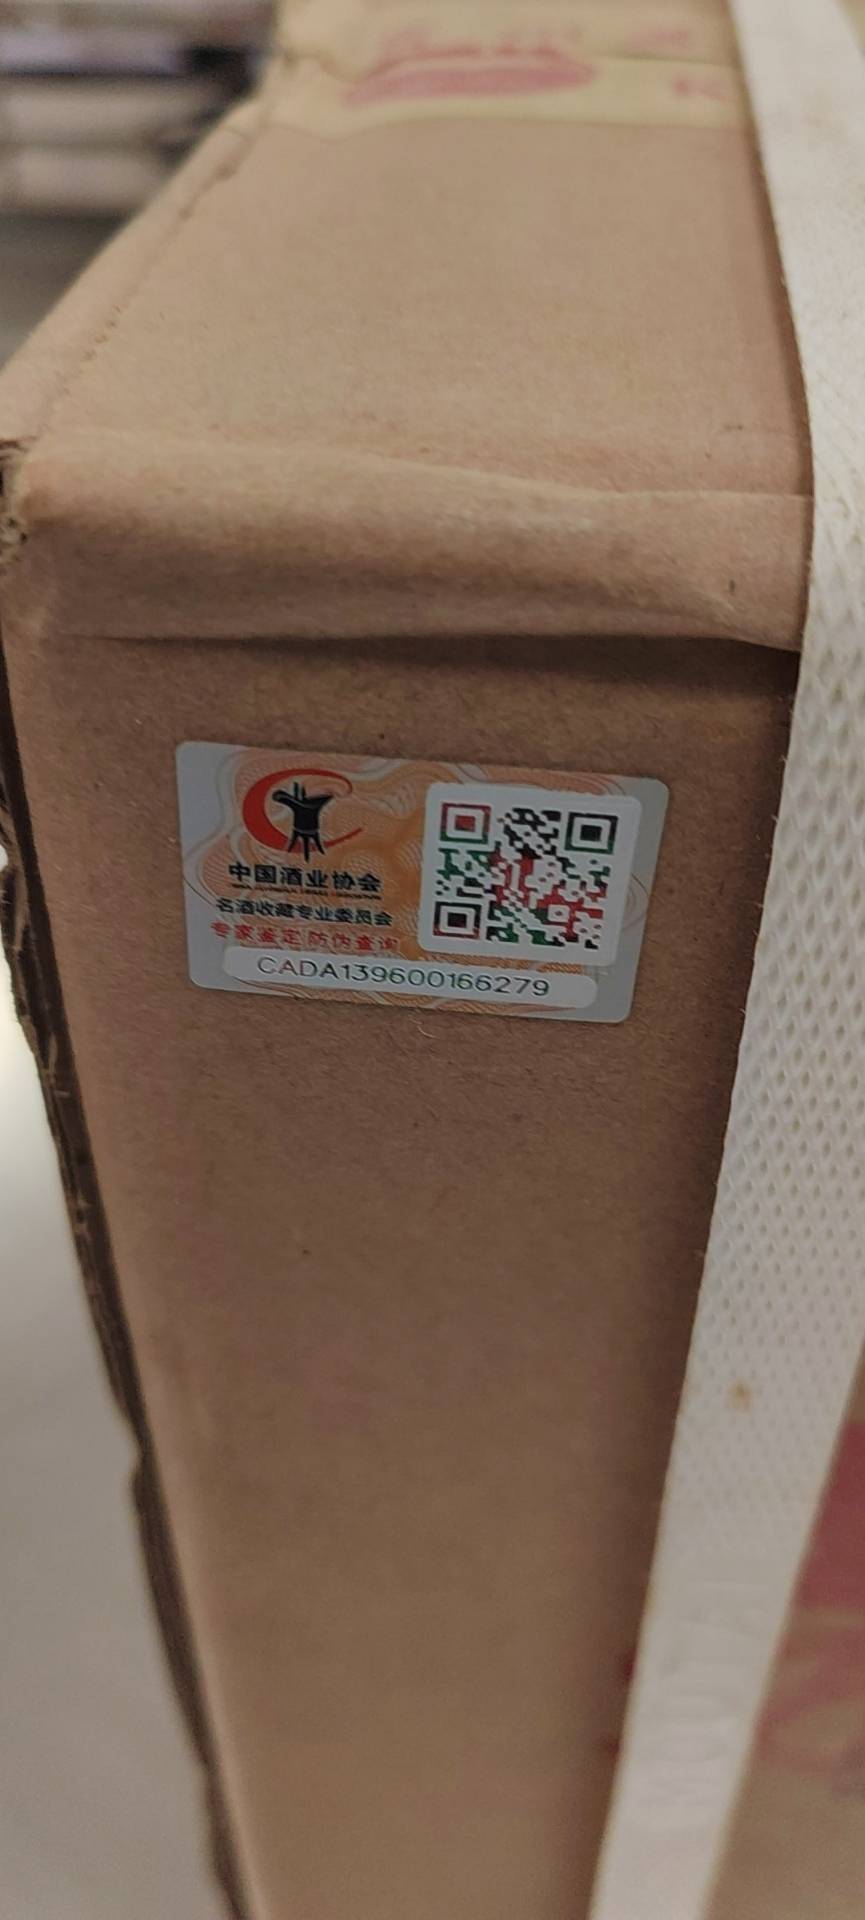 中国酒业协会
名酒收藏专业委员会
专家鉴定 防伪查询
CADA139600166279